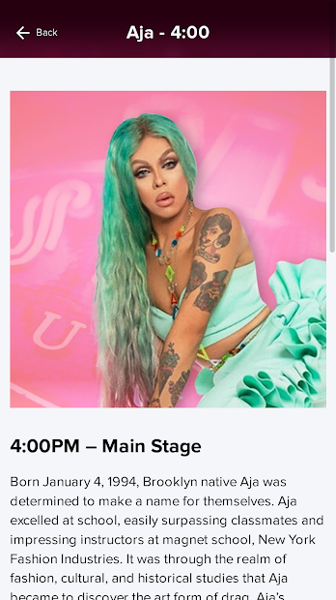 Back
Aja - 4:00
4:00PM – Main Stage
Born January 4, 1994, Brooklyn native Aja was
determined to make a name for themselves. Aja
excelled at school, easily surpassing classmates and
impressing instructors at magnet school, New York
Fashion Industries. It was through the realm of
fashion, cultural, and historical studies that Aja
became to discover the art form of drag. Aja's